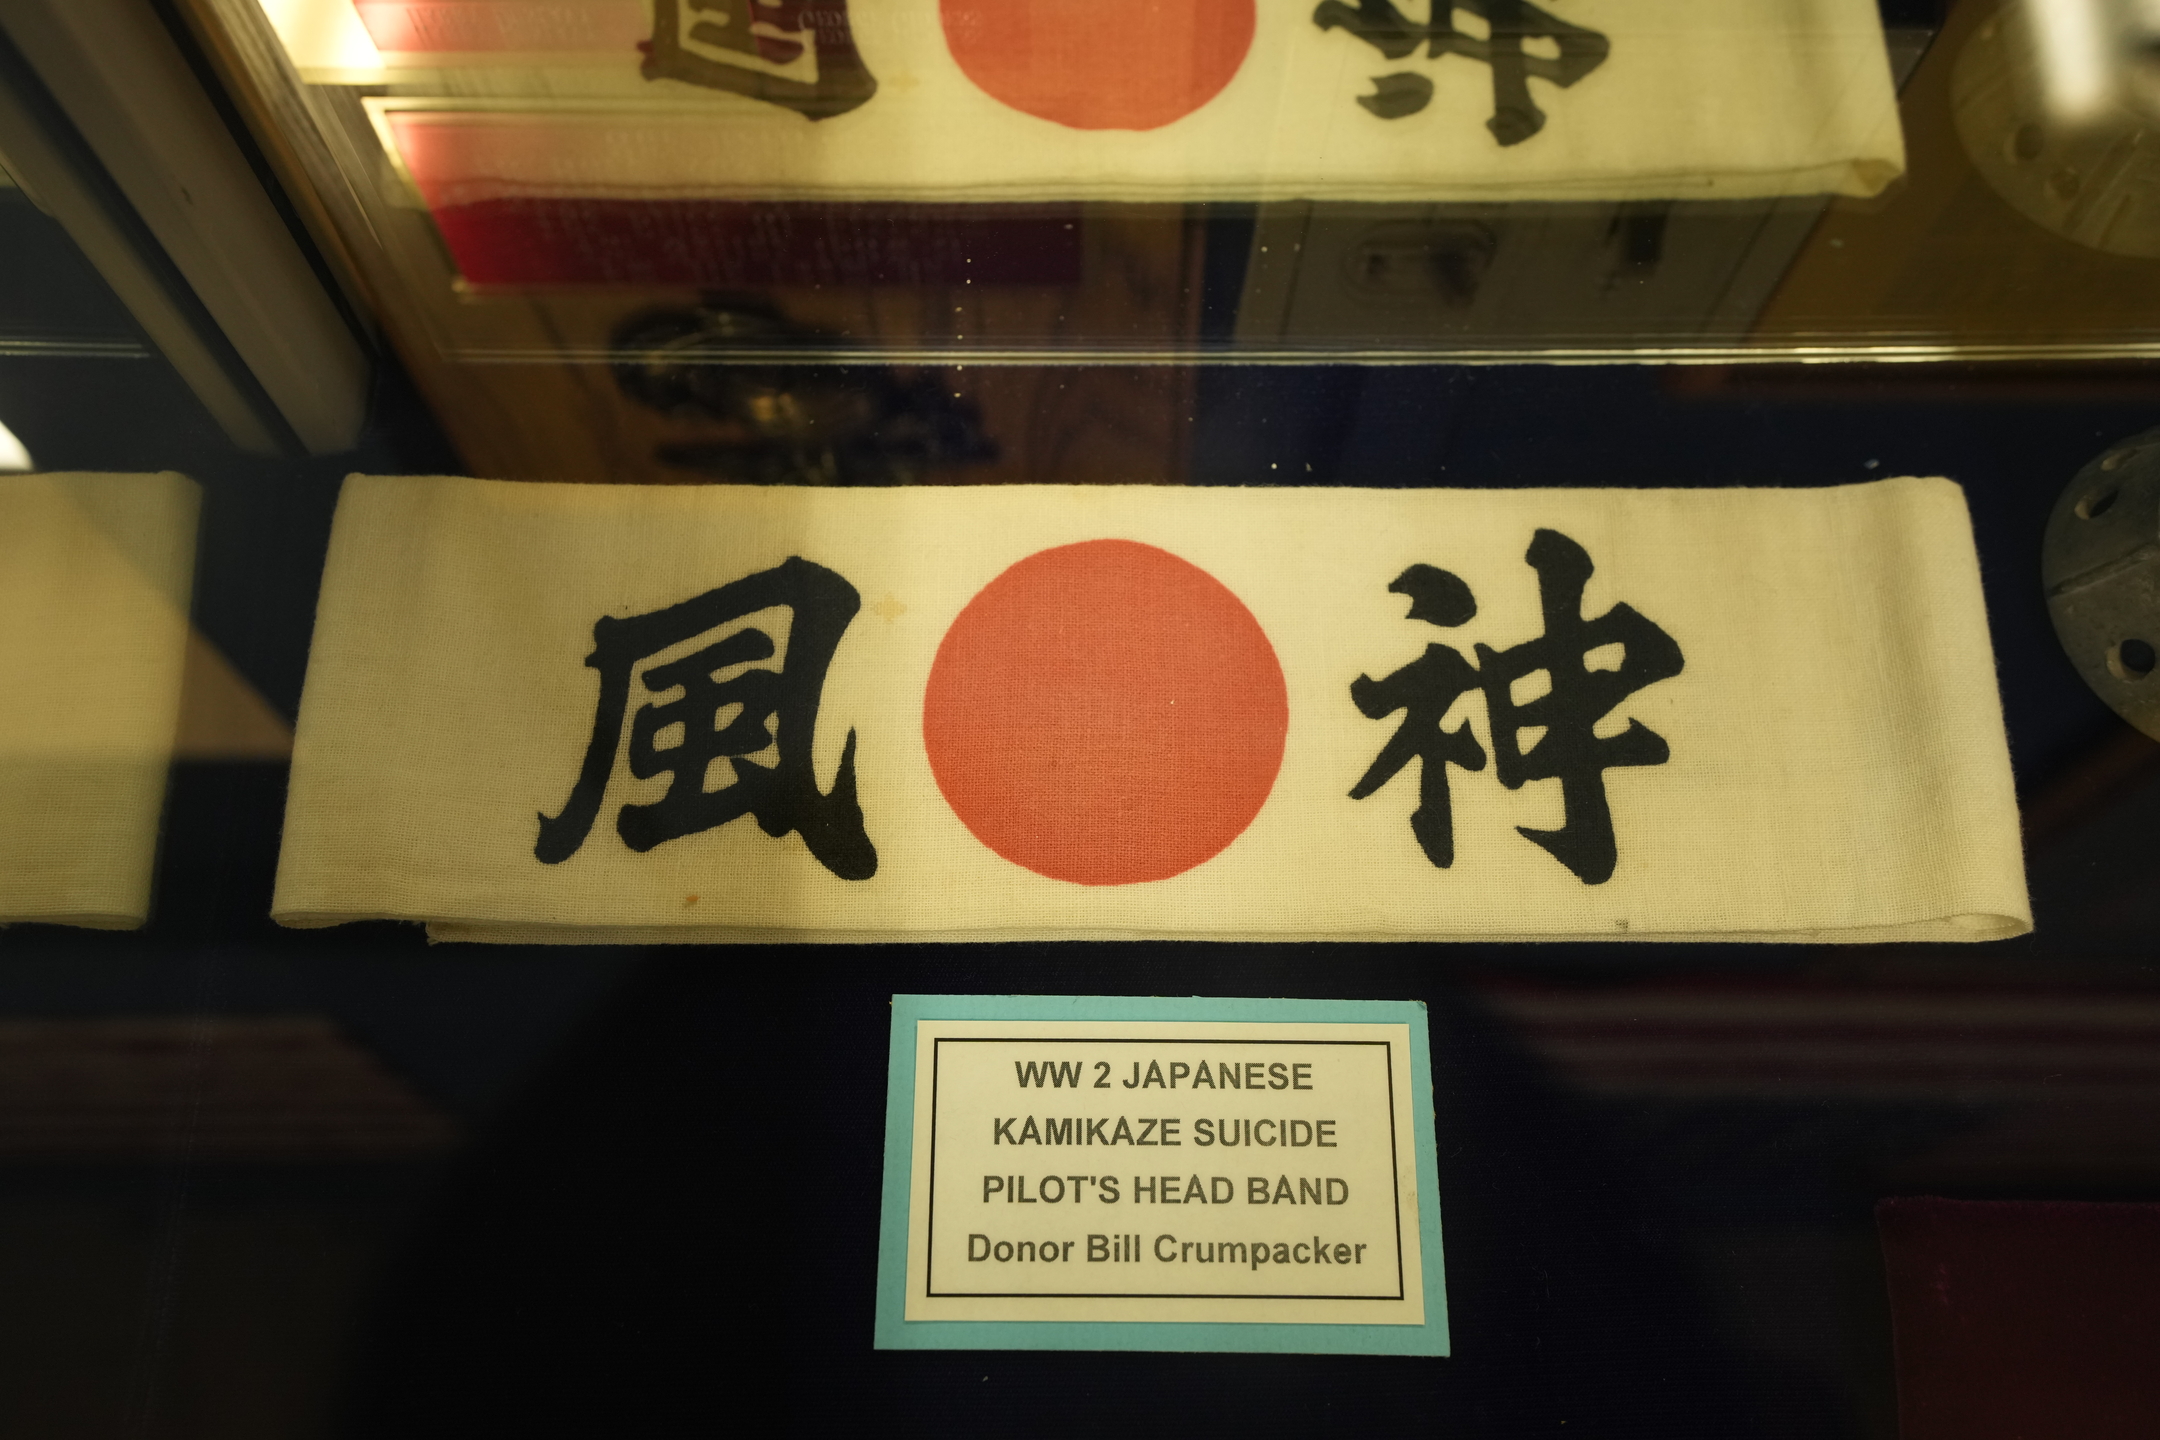 神風
WW 2 JAPANESE
KAMIKAZE SUICIDE
PILOT'S HEAD BAND
Donor Bill Crumpacker